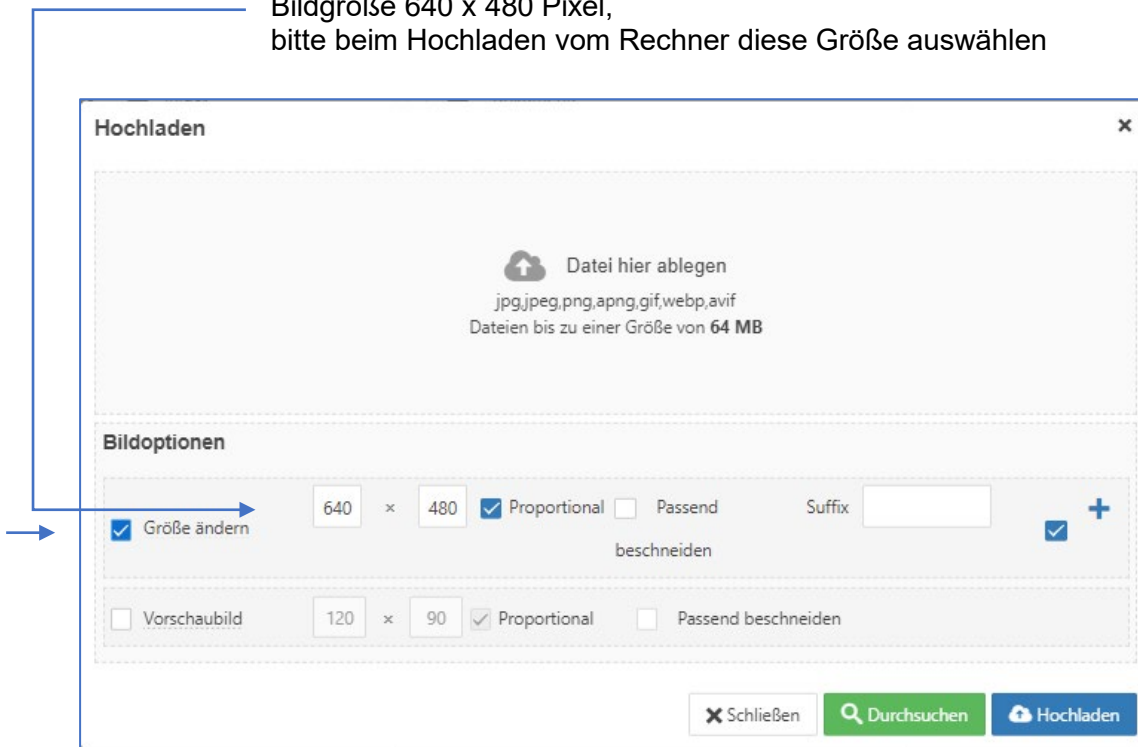 Bildgröße 640 x 480 Pixel,
bitte beim Hochladen vom Rechner diese Größe auswählen
Hochladen
Datei hier ablegen
jpg,jpeg,png,apng,gif,webp,avif
Dateien bis zu einer Größe von 64 MB
Bildoptionen
Größe ändern 640 × 480 Proportional Passend beschneiden Suffix
Vorschaubild 120 × 90 Proportional Passend beschneiden
Schließen Durchsuchen Hochladen